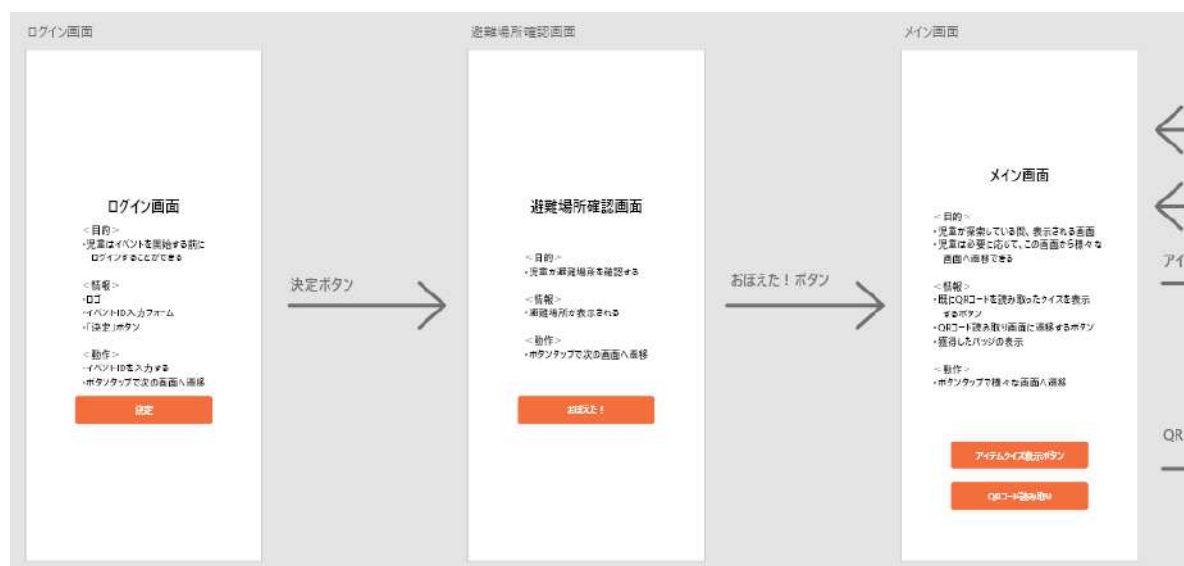 ログイン画面
避難場所確認画面
メイン画面
ログイン画面
<目的>
・児童はイベントを開始する前に
ログインすることができる
<情報>
・ロゴ
・イベントID入力フォーム
・「決定」ボタン
<動作>
・イベントIDを入力する
・ボタンタップで次の画面へ遷移
決定
決定ボタン
避難場所確認画面
<目的>
・児童が避難場所を確認する
<情報>
・避難場所が表示される
<動作>
・ボタンタップで次の画面へ遷移
おぼえた！
おぼえた！ボタン
メイン画面
<目的>
・児童が探索している間、表示される画面
・児童は必要に応じて、この画面から様々な
画面へ遷移できる
<情報>
・既にQRコードを読み取ったクイズを表示
するボタン
・QRコード読み取り画面に遷移するボタン
・獲得したバッジの表示
<動作>
・ボタンタップで様々な画面へ遷移
アイテムクイズ表示ボタン
QRコード読み取り
アイ
QR